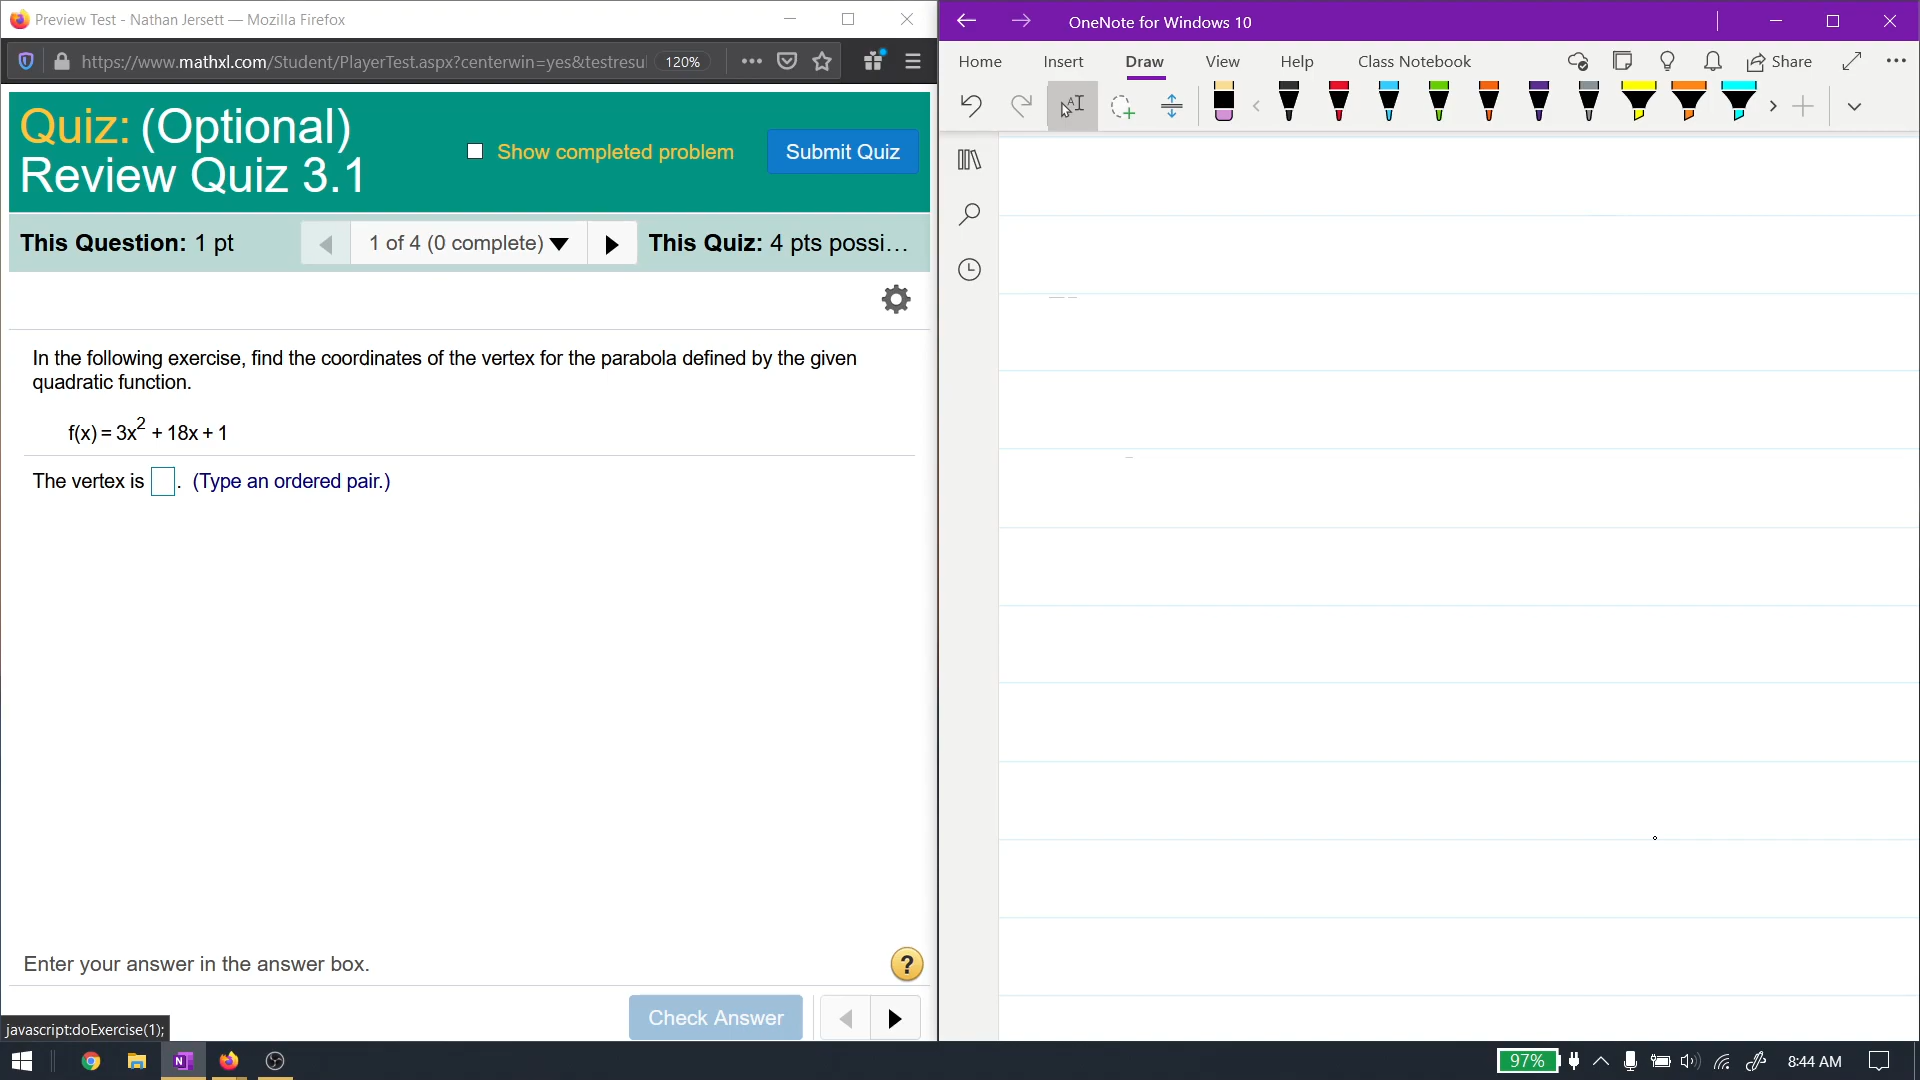 Preview Test - Nathan Jersett — Mozilla Firefox
https://www.mathxl.com/Student/PlayerTest.aspx?centerwin=yes&testresul
120%
Quiz: (Optional)
Review Quiz 3.1
Show completed problem
Submit Quiz
This Question: 1 pt
1 of 4 (0 complete)
This Quiz: 4 pts possi...
In the following exercise, find the coordinates of the vertex for the parabola defined by the given
quadratic function.
f(x) = 3x² + 18x + 1
The vertex is . (Type an ordered pair.)
Enter your answer in the answer box.
?
Check Answer
javascript:doExercise(1);
OneNote for Windows 10
Home Insert Draw View Help Class Notebook Share
97%
8:44 AM